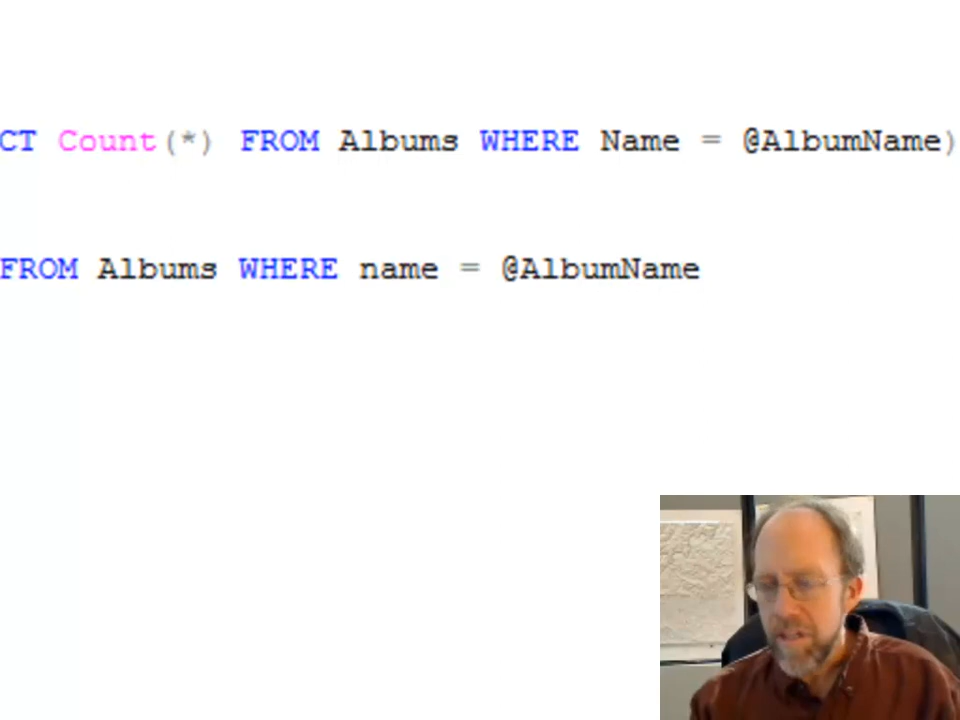 CT Count(*) FROM Albums WHERE Name = @AlbumName)
FROM Albums WHERE name = @AlbumName